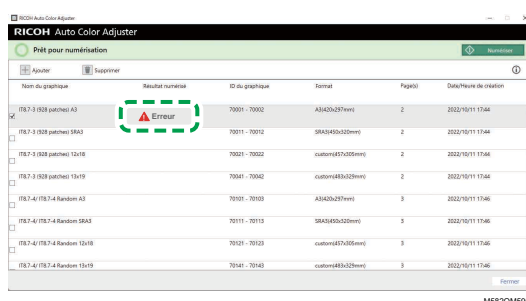 RICOH Auto Color Adjuster
RICOH Auto Color Adjuster
Prêt pour numérisation
Numériser
Ajouter Supprimer
Nom du graphique Résultat numérisé ID du graphique Format Page(s) Date/Heure de création
IT8.7-3 (928 patches) A3 Erreur 70001 - 70002 A3(420x297mm) 2 2022/10/11 17:44
IT8.7-3 (928 patches) SRA3 70011 - 70012 SRA3(450x320mm) 2 2022/10/11 17:44
IT8.7-3 (928 patches) 12x18 70021 - 70022 custom(457x305mm) 2 2022/10/11 17:44
IT8.7-3 (928 patches) 13x19 70041 - 70042 custom(483x329mm) 2 2022/10/11 17:44
IT8.7-4/ IT8.7-4 Random A3 70101 - 70103 A3(420x297mm) 3 2022/10/11 17:46
IT8.7-4/ IT8.7-4 Random SRA3 70111 - 70113 SRA3(450x320mm) 3 2022/10/11 17:46
IT8.7-4/ IT8.7-4 Random 12x18 70121 - 70123 custom(457x305mm) 3 2022/10/11 17:46
IT8.7-4/ IT8.7-4 Random 13x19 70141 - 70143 custom(483x329mm) 3 2022/10/11 17:46
Fermer